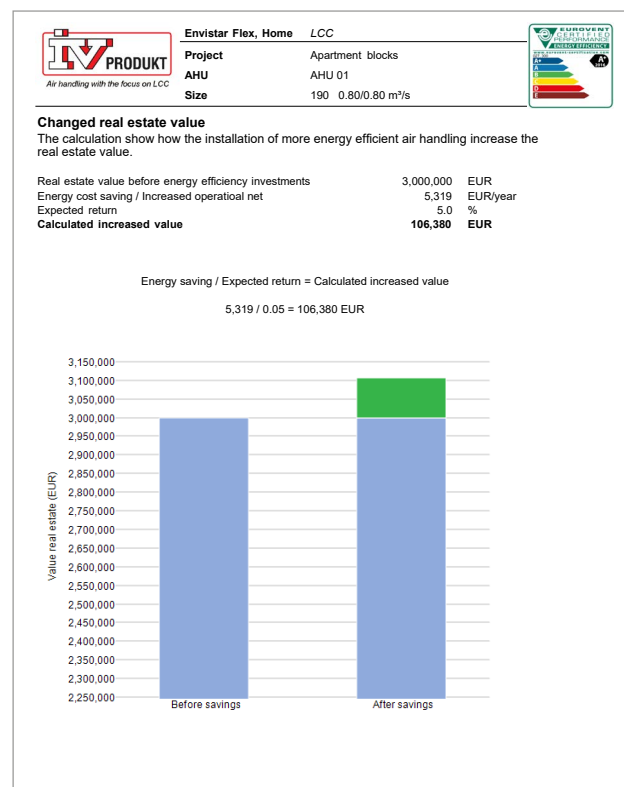 Envistar Flex, Home LCC
IV PRODUKT
Air handling with the focus on LCC
Project Apartment blocks
AHU AHU 01
Size 190 0.80/0.80 m³/s
EUROVENT
CERTIFIED
PERFORMANCE
ENERGY EFFICIENCY
www.eurovent-certification.com
A+
A
B
C
D
E
A+
2016
Changed real estate value
The calculation show how the installation of more energy efficient air handling increase the
real estate value.
Real estate value before energy efficiency investments 3,000,000 EUR
Energy cost saving / Increased operatioal net 5,319 EUR/year
Expected return 5.0 %
Calculated increased value 106,380 EUR
Energy saving / Expected return = Calculated increased value
5,319 / 0.05 = 106,380 EUR
Value real estate (EUR)
3,150,000
3,100,000
3,050,000
3,000,000
2,950,000
2,900,000
2,850,000
2,800,000
2,750,000
2,700,000
2,650,000
2,600,000
2,550,000
2,500,000
2,450,000
2,400,000
2,350,000
2,300,000
2,250,000
Before savings After savings